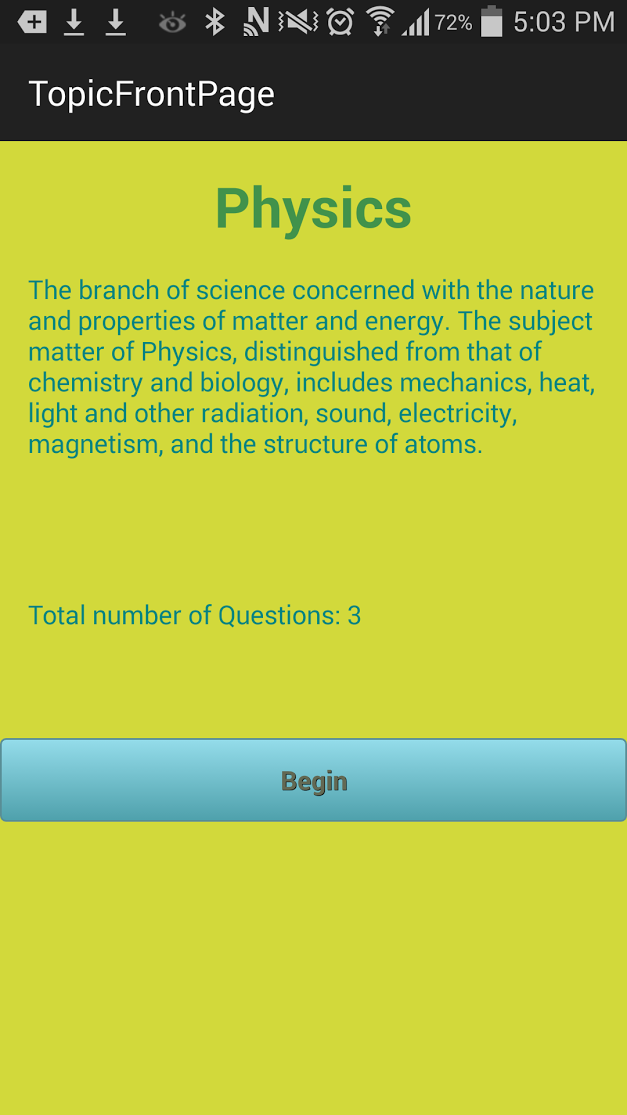 72% 5:03 PM
TopicFrontPage
Physics
The branch of science concerned with the nature
and properties of matter and energy. The subject
matter of Physics, distinguished from that of
chemistry and biology, includes mechanics, heat,
light and other radiation, sound, electricity,
magnetism, and the structure of atoms.
Total number of Questions: 3
Begin